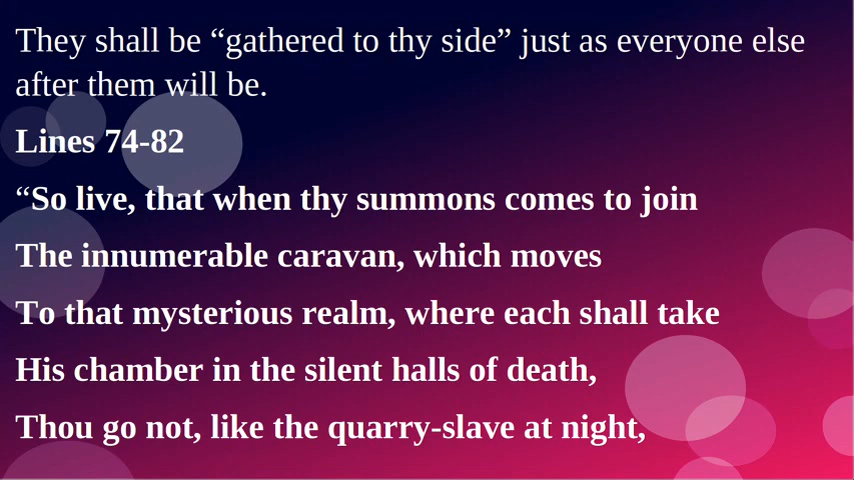 They shall be “gathered to thy side” just as everyone else
after them will be.
Lines 74-82
“So live, that when thy summons comes to join
The innumerable caravan, which moves
To that mysterious realm, where each shall take
His chamber in the silent halls of death,
Thou go not, like the quarry-slave at night,